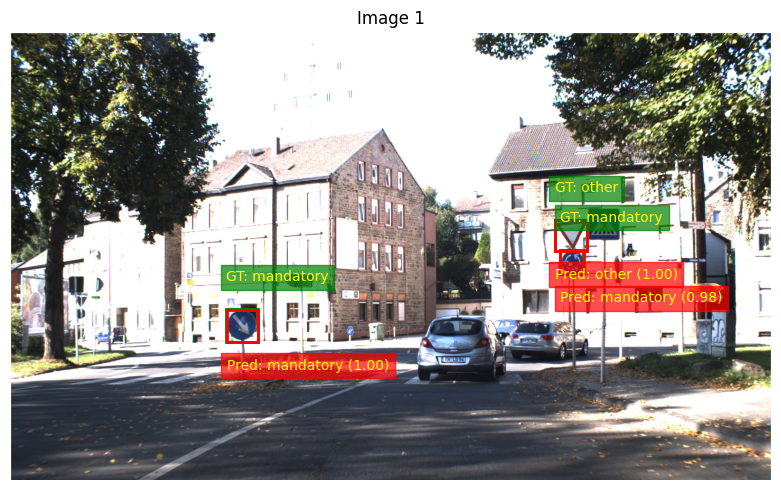 Image 1
GT: other
GT: mandatory
GT: mandatory
Pred: other (1.00)
Pred: mandatory (0.98)
Pred: mandatory (1.00)